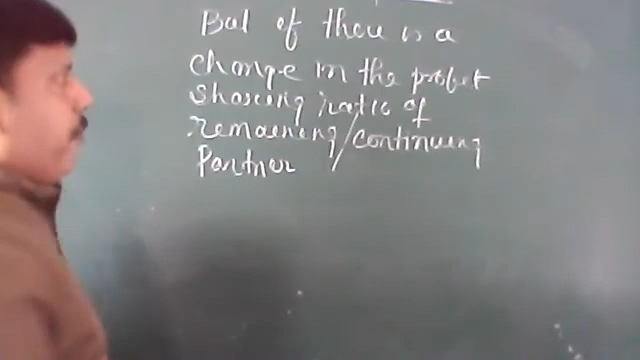 But if there is a
change in the profit
sharing ratio of
remaining/continuing
Partner